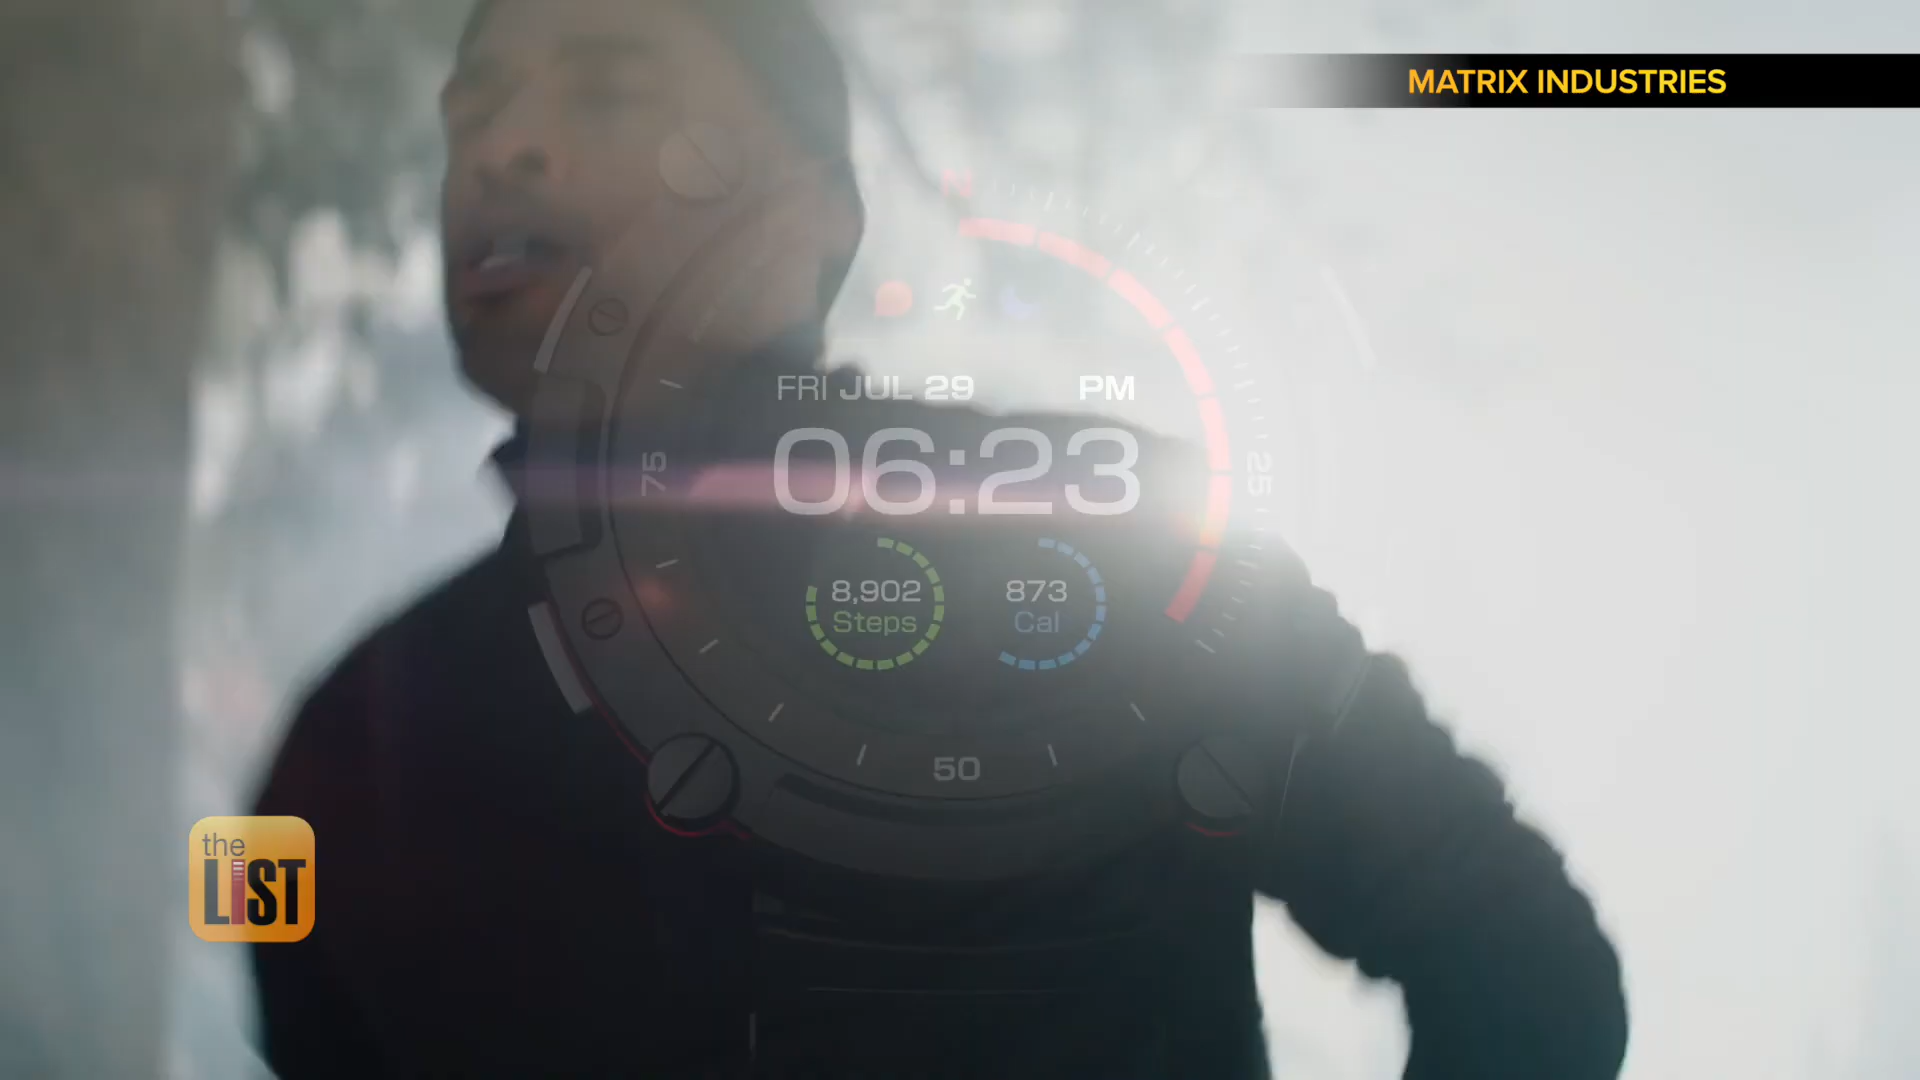 MATRIX INDUSTRIES
N
FRI JUL 29 PM
06:23
75
25
8,902
Steps
873
Cal
50
the
LIST